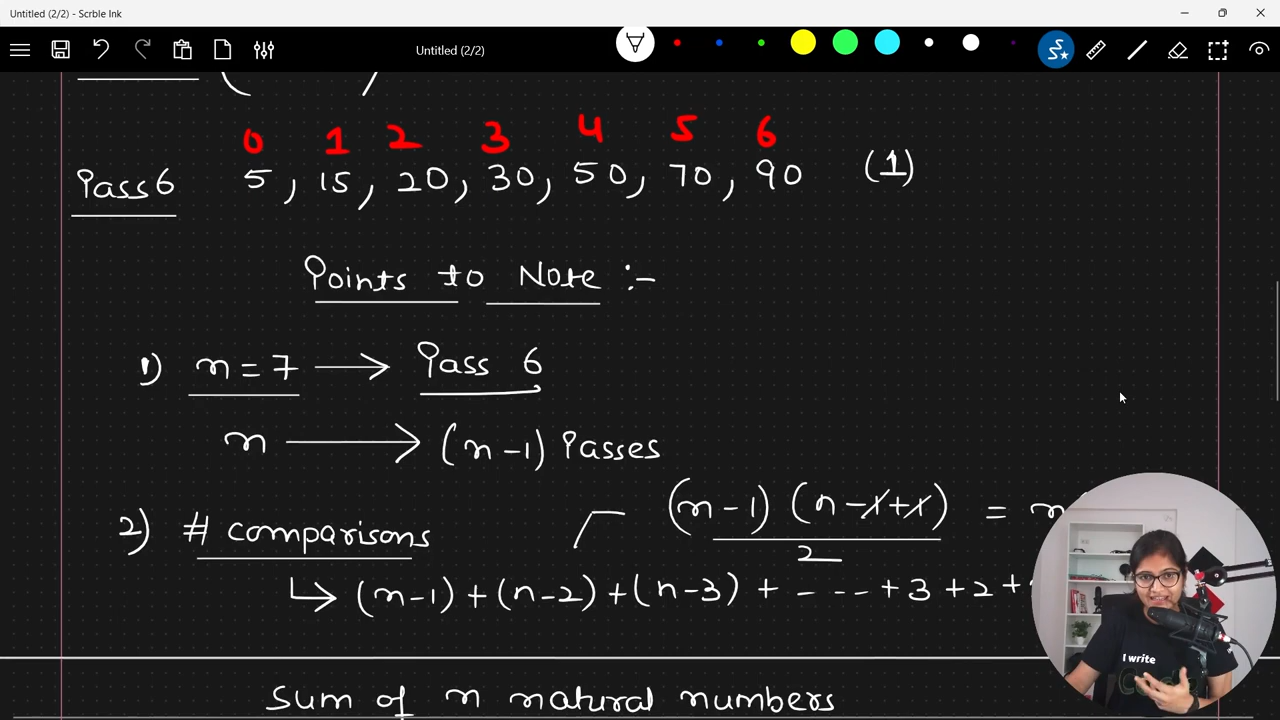 Untitled (2/2) - Scrble Ink
Untitled (2/2)
0 1 2 3 4 5 6
Pass 6 5, 15, 20, 30, 50, 70, 90 (1)
Points to Note :-
1) n = 7 → Pass 6
n → (n-1) Passes
(n-1) (n-1+1) = n
2
2) # comparisons
↳ (n-1) + (n-2) + (n-3) + - - -- + 3 + 2 +
I write
Code
Sum of n natural numbers